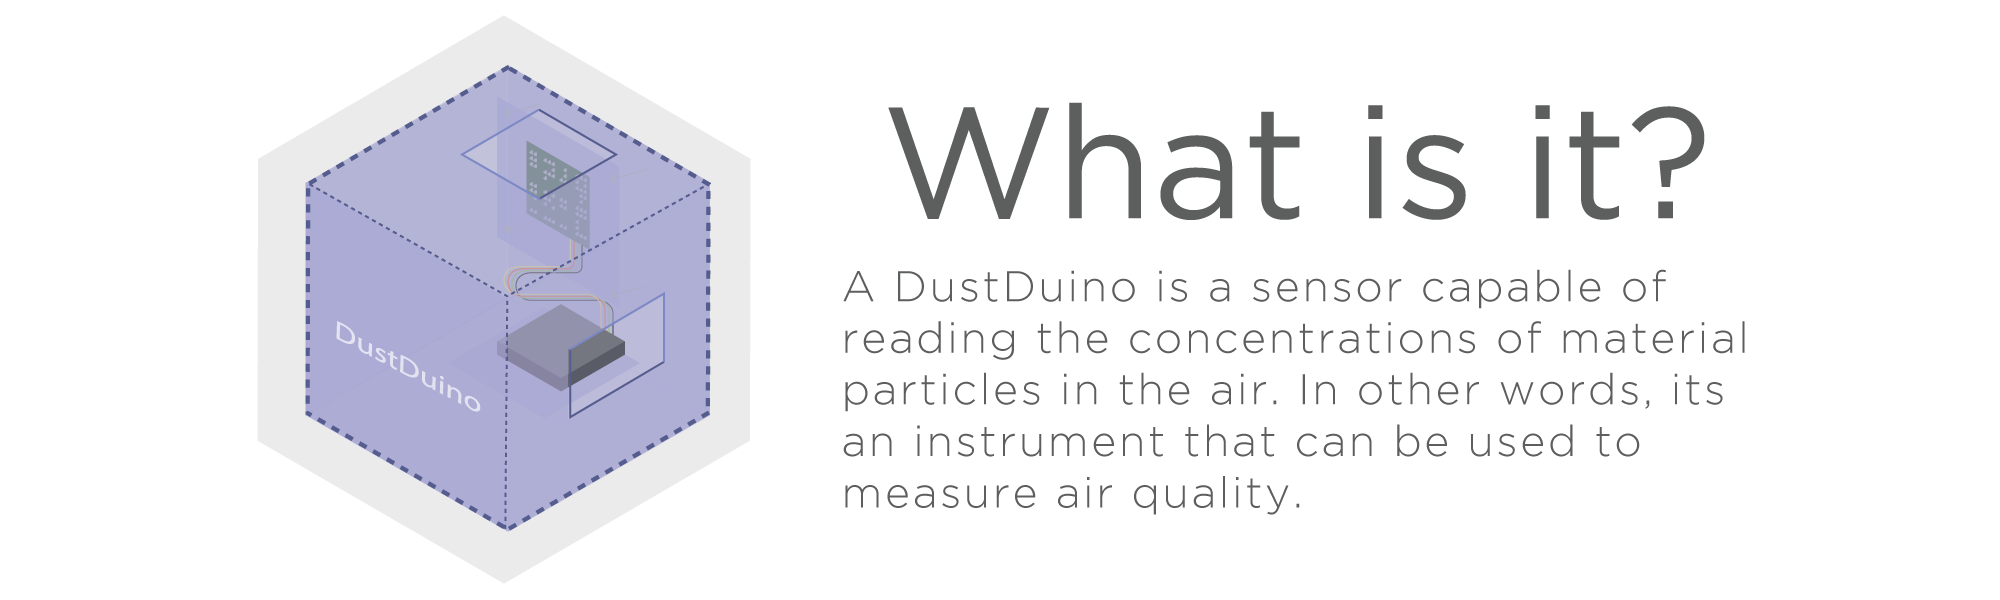 What is it?
DustDuino
A DustDuino is a sensor capable of
reading the concentrations of material
particles in the air. In other words, its
an instrument that can be used to
measure air quality.